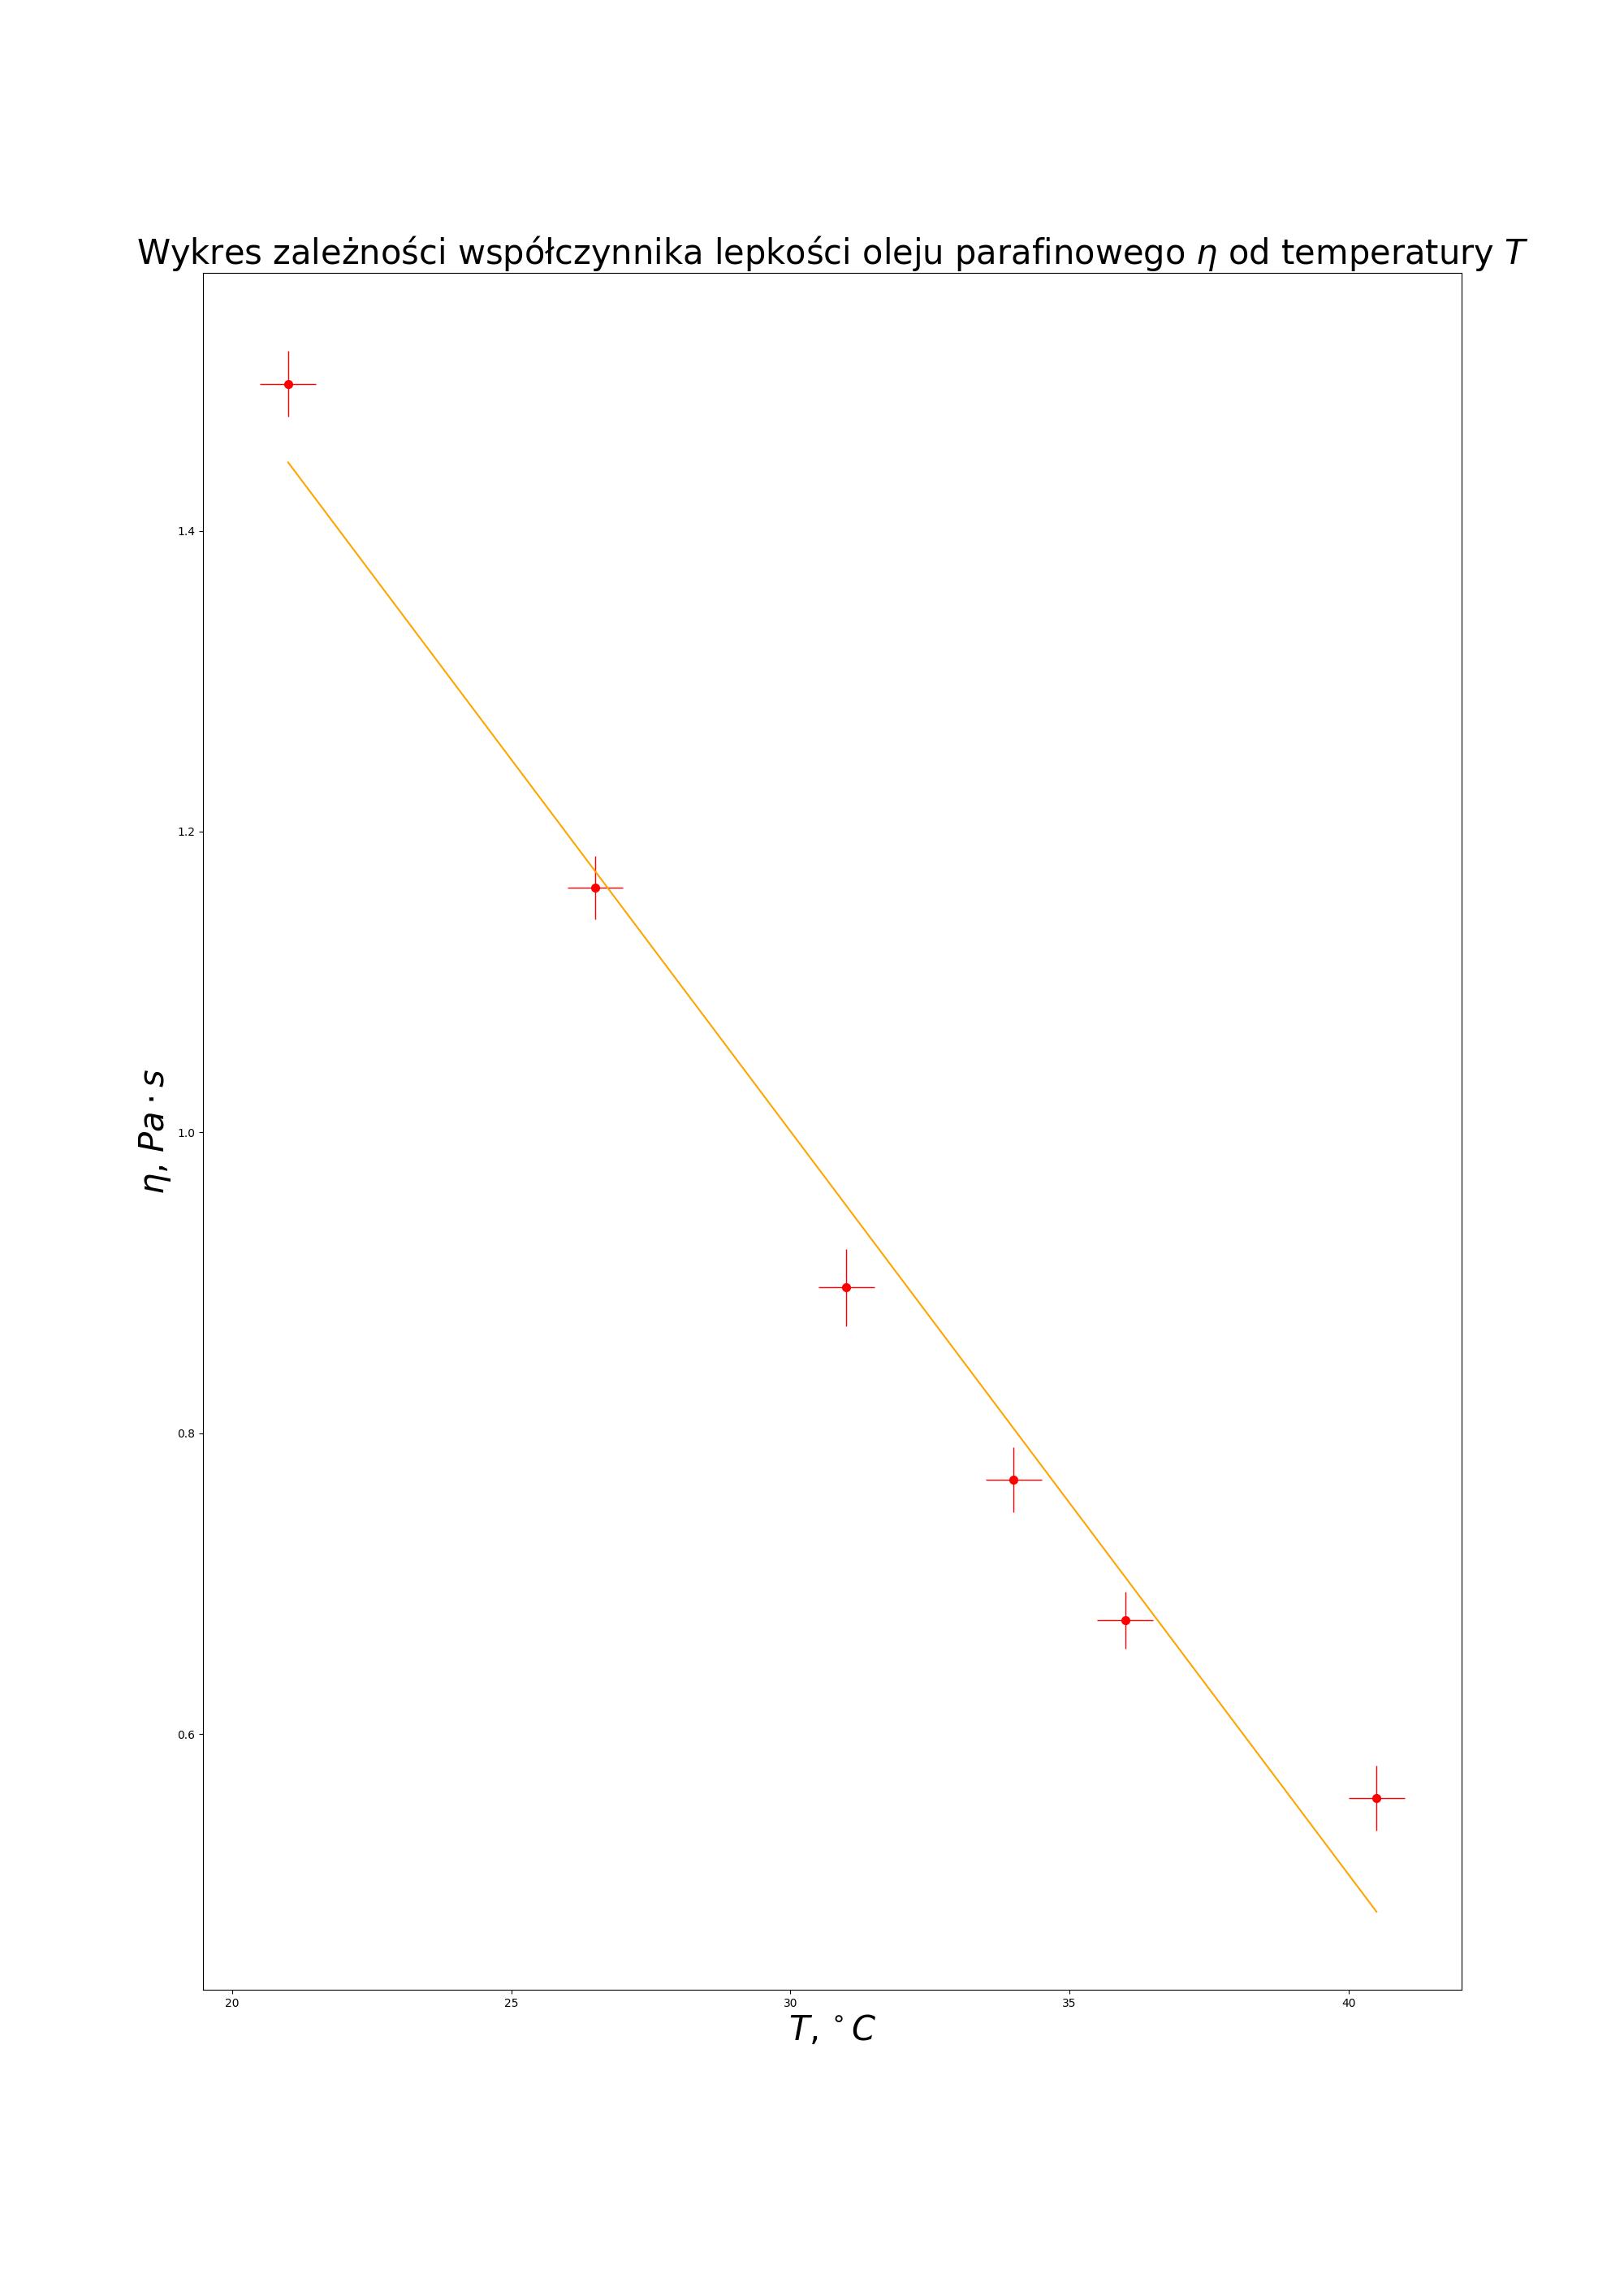 Wykres zależności współczynnika lepkości oleju parafinowego η od temperatury T
1.4
1.2
1.0
0.8
0.6
η, Pa · s
20 25 30 35 40
T, °C